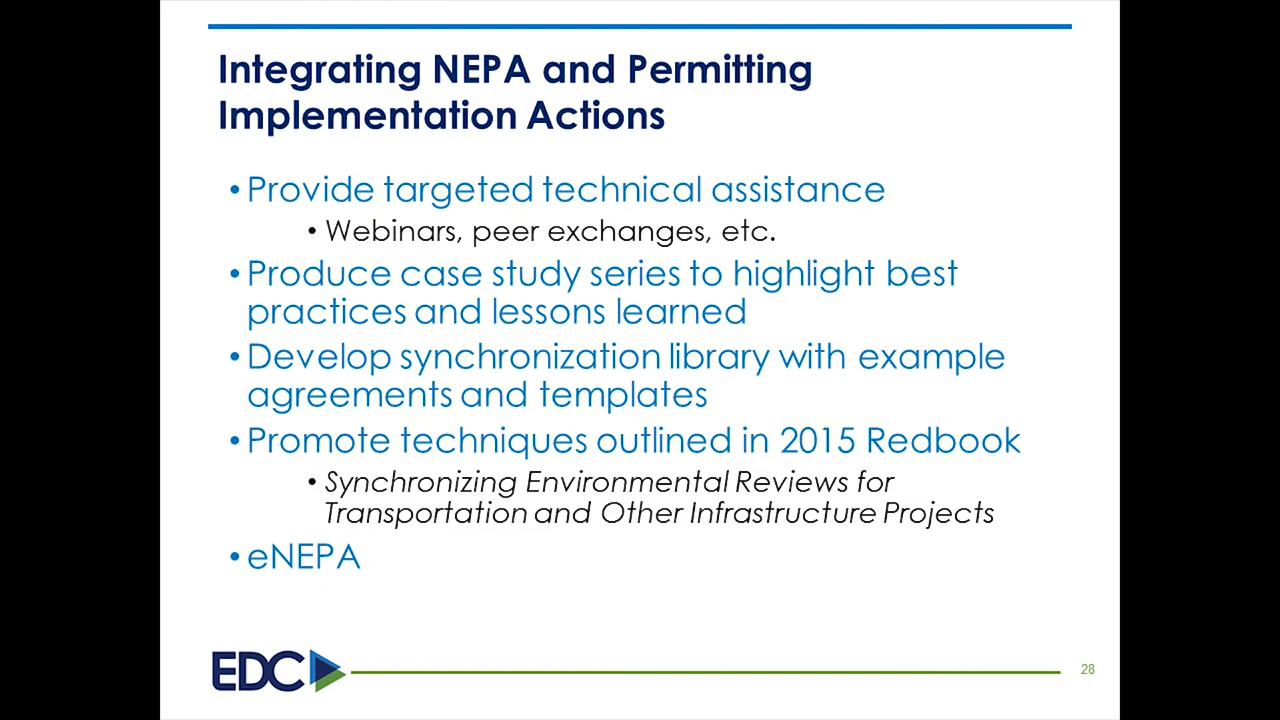 Integrating NEPA and Permitting
Implementation Actions
• Provide targeted technical assistance
• Webinars, peer exchanges, etc.
• Produce case study series to highlight best
practices and lessons learned
• Develop synchronization library with example
agreements and templates
• Promote techniques outlined in 2015 Redbook
• Synchronizing Environmental Reviews for
Transportation and Other Infrastructure Projects
• eNEPA
EDC
28